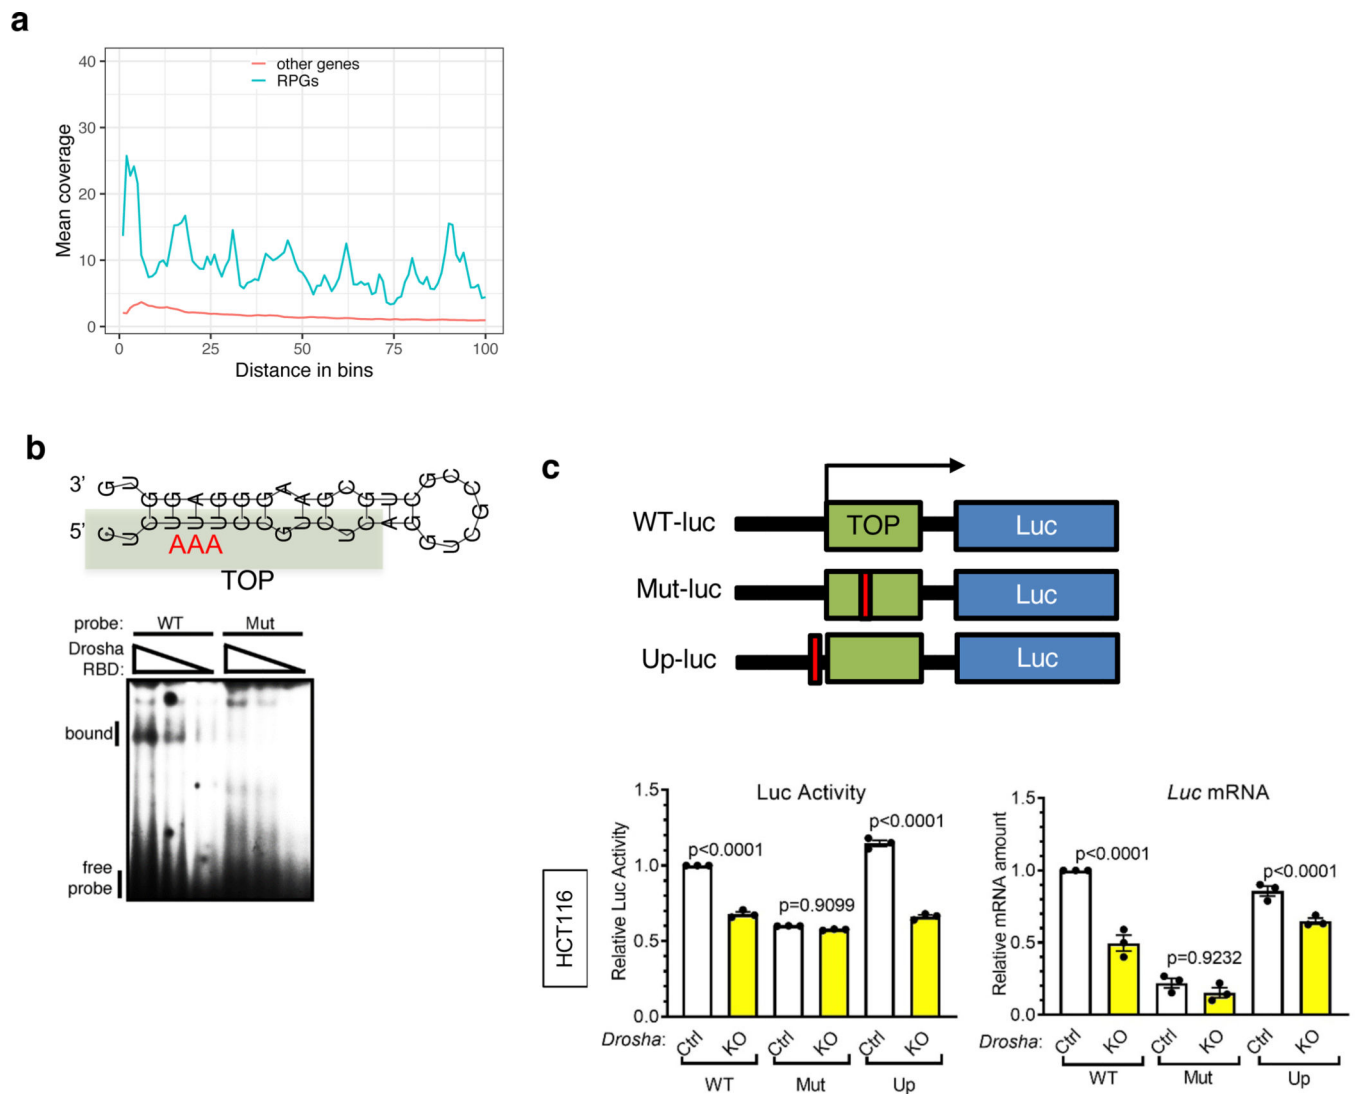 a
other genes
RPGs
40
30
20
10
0
Mean coverage
0 25 50 75 100
Distance in bins
b
3'
5'
AAA
TOP
probe: WT Mut
Drosha
RBD:
bound
free
probe
c
WT-luc TOP Luc
Mut-luc Luc
Up-luc Luc
HCT116
Luc Activity
Relative Luc Activity
1.5
1.0
0.5
0.0
p<0.0001
p=0.9099
p<0.0001
Drosha: Ctrl KO Ctrl KO Ctrl KO
WT Mut Up
Luc mRNA
Relative mRNA amount
1.5
1.0
0.5
0.0
p<0.0001
p=0.9232
p<0.0001
Drosha: Ctrl KO Ctrl KO Ctrl KO
WT Mut Up